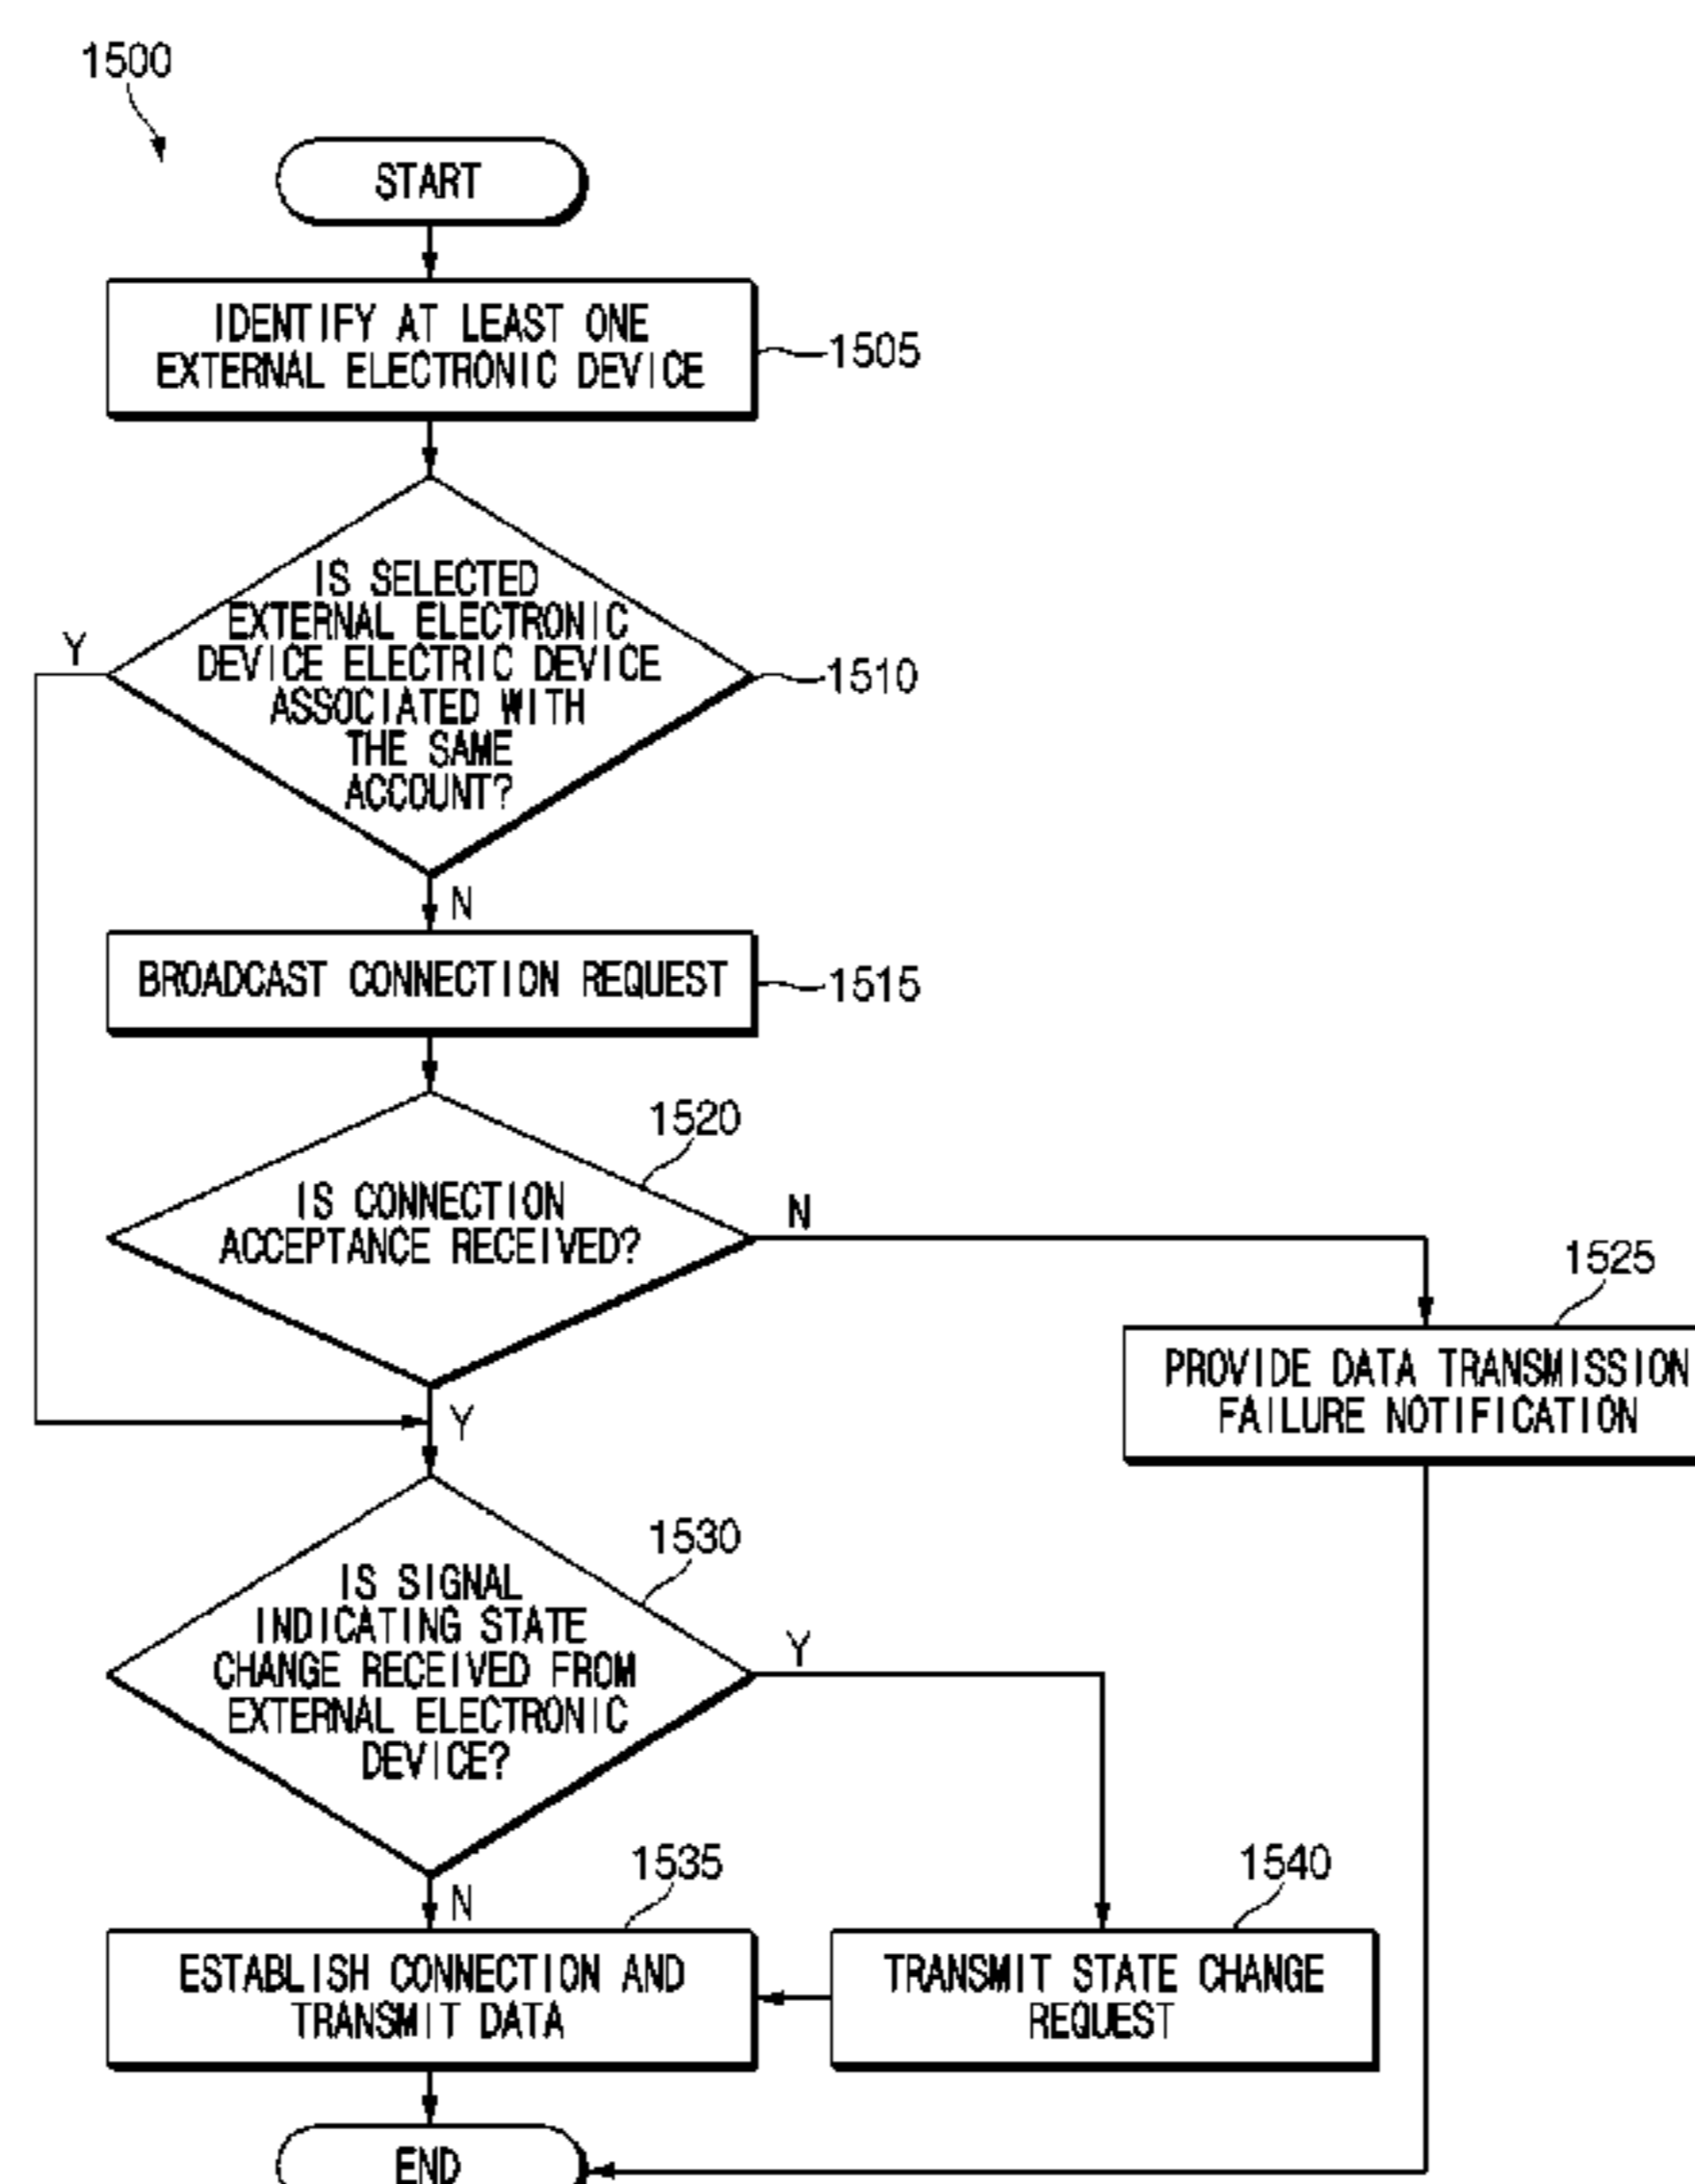 1500
START
IDENTIFY AT LEAST ONE
EXTERNAL ELECTRONIC DEVICE
1505
IS SELECTED
EXTERNAL ELECTRONIC
DEVICE ELECTRIC DEVICE
ASSOCIATED WITH
THE SAME
ACCOUNT?
Y
1510
N
BROADCAST CONNECTION REQUEST
1515
1520
IS CONNECTION
ACCEPTANCE RECEIVED?
N
1525
PROVIDE DATA TRANSMISSION
FAILURE NOTIFICATION
Y
1530
IS SIGNAL
INDICATING STATE
CHANGE RECEIVED FROM
EXTERNAL ELECTRONIC
DEVICE?
Y
N
1535
ESTABLISH CONNECTION AND
TRANSMIT DATA
1540
TRANSMIT STATE CHANGE
REQUEST
END